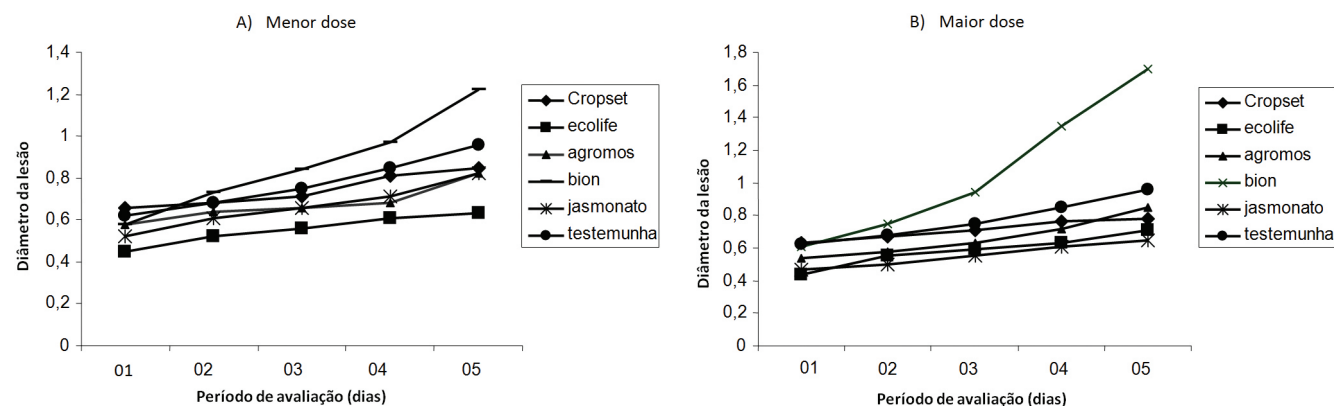 A) Menor dose
Diâmetro da lesão
1,4
1,2
1
0,8
0,6
0,4
0,2
0
01 02 03 04 05
Período de avaliação (dias)
Cropset
ecolife
agromos
bion
jasmonato
testemunha
B) Maior dose
Diâmetro da lesão
1,8
1,6
1,4
1,2
1
0,8
0,6
0,4
0,2
0
01 02 03 04 05
Período de avaliação (dias)
Cropset
ecolife
agromos
bion
jasmonato
testemunha